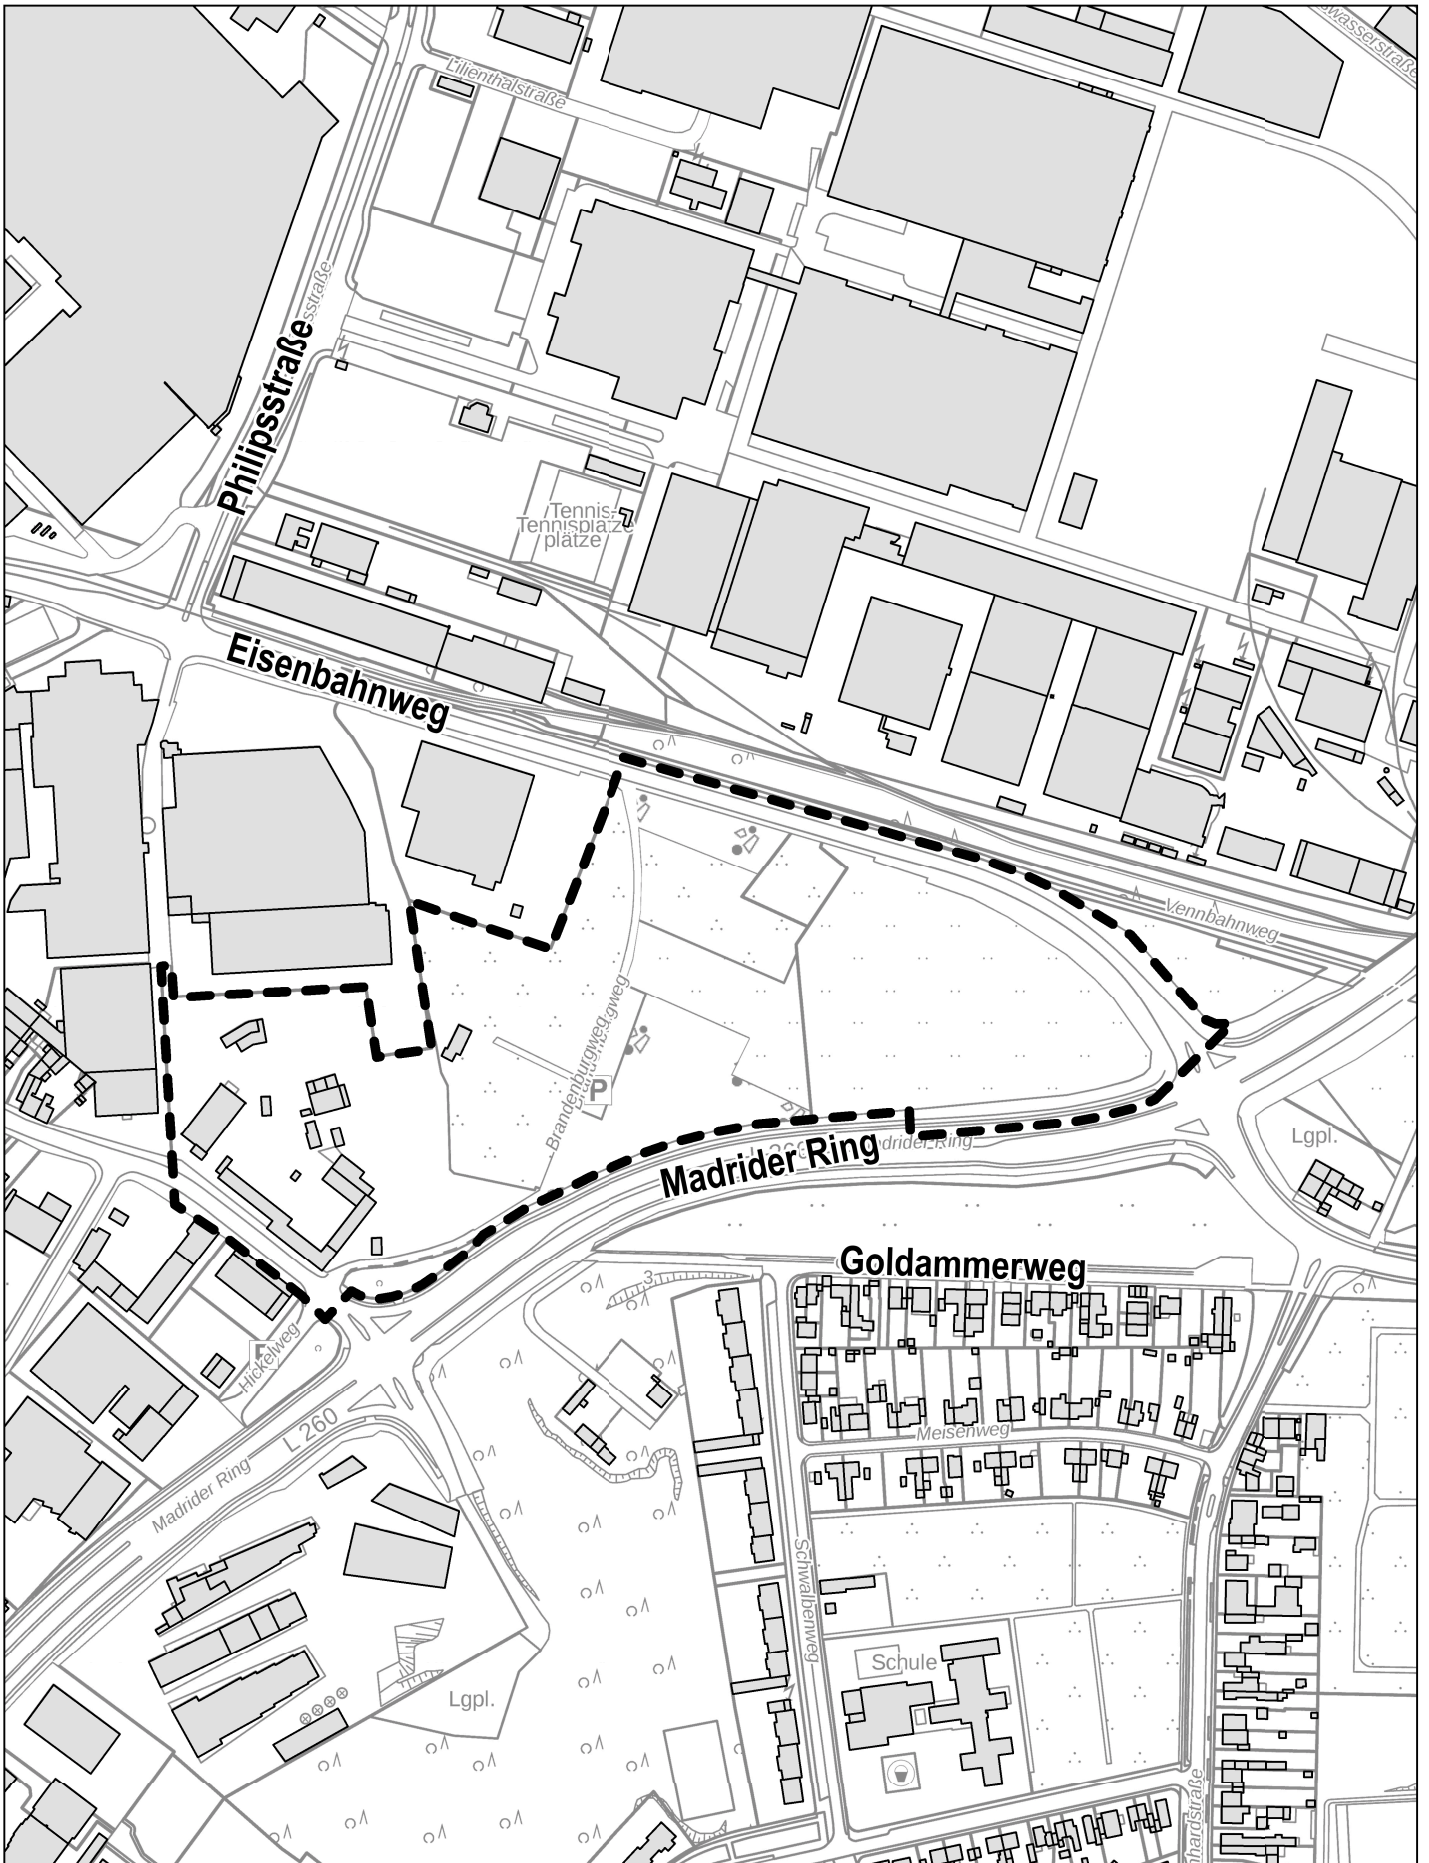 Lilienthalstraße
Philipsstraße
Tennis-
Tennisplätze
plätze
Eisenbahnweg
Vennbahnweg
Brandenburgweg
P
Madrider Ring
Madrider Ring
Lgpl.
Goldammerweg
3
Hickelweg
L 260
Madrider Ring
Meisenweg
Schwalbenweg
Schule
Lgpl.